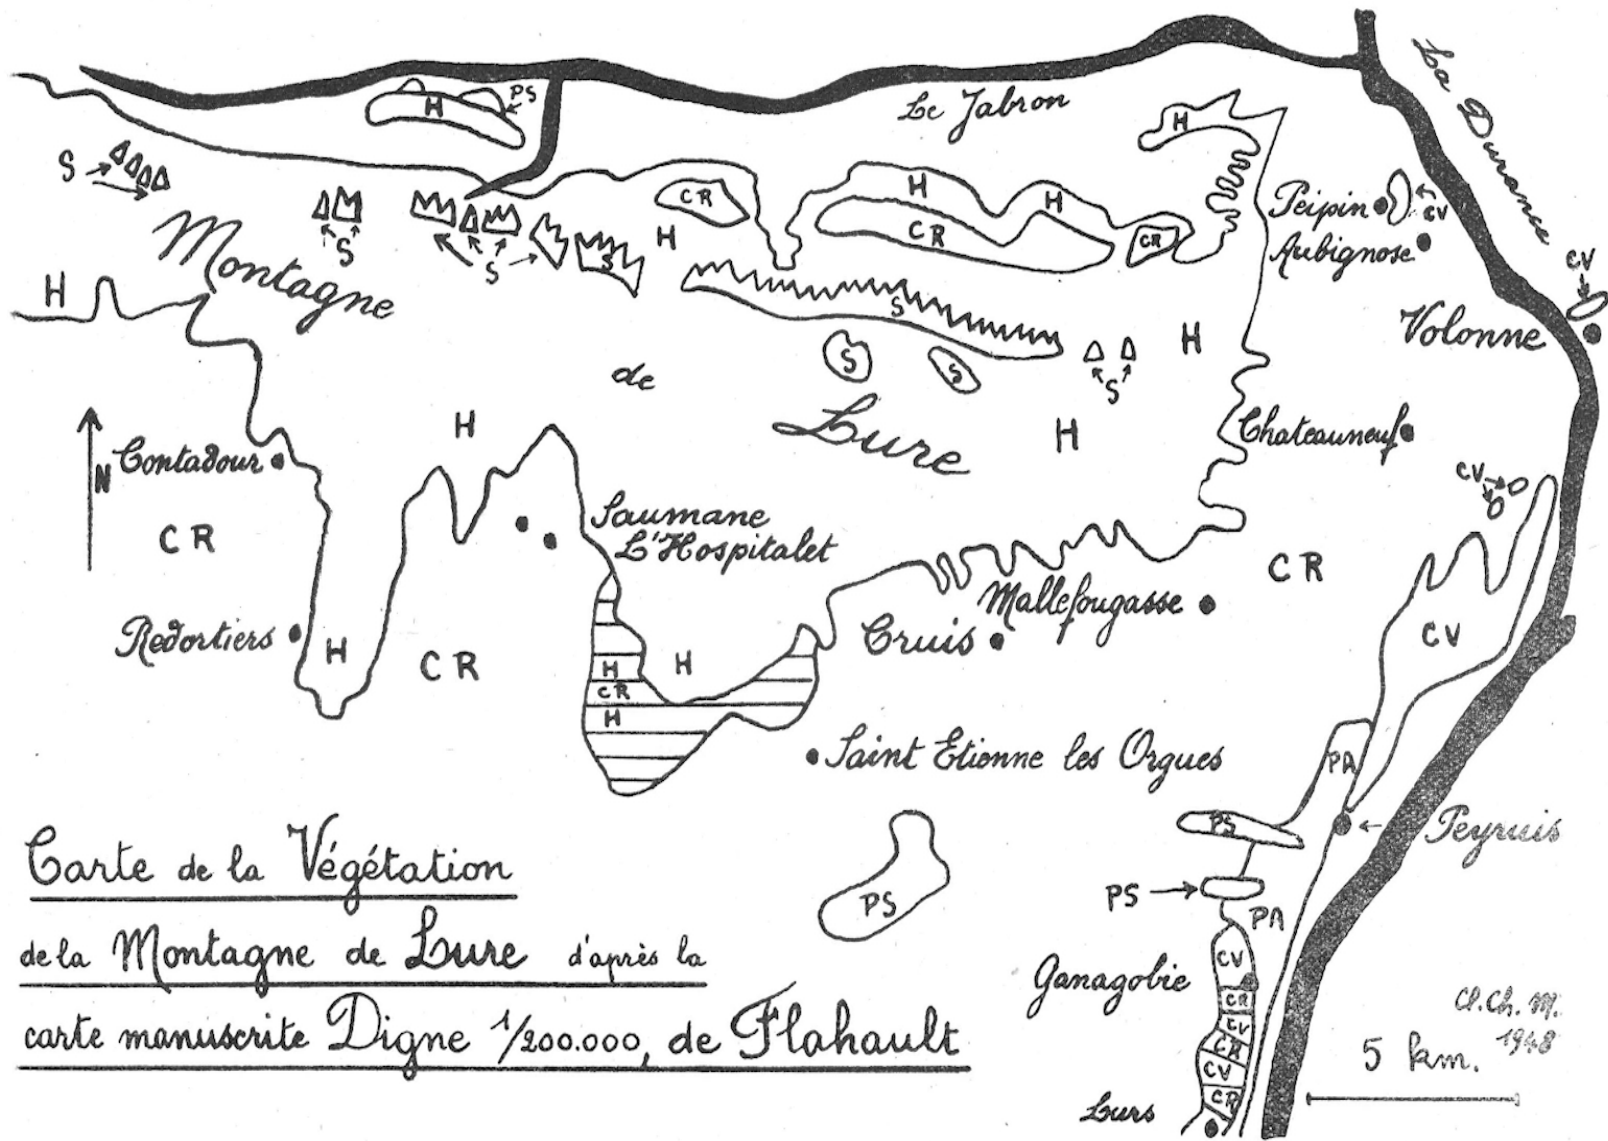 La Durance
PS
H
Le Jabron
H
S
CR
H
H
CR
CR
Peipin
CV
Aubignosc
CV
Montagne
S
S
S
H
H
S
Volonne
H
de
S
S
S
Lure
H
H
Chateauneuf
N
Contadour
CV
Saumane
L'Hospitalet
CR
CR
Mallefougasse
CV
Redortiers
H
CR
H
H
CR
H
Cruis
Saint Etienne les Orgues
PA
PS
Peyruis
Carte de la Végétation
de la Montagne de Lure d'après la
carte manuscrite Digne 1/200.000, de Flahault
PS
PS
PA
Ganagobie
CV
CR
CV
CR
CV
CR
Lurs
Cl. Ch. M.
1948
5 km.